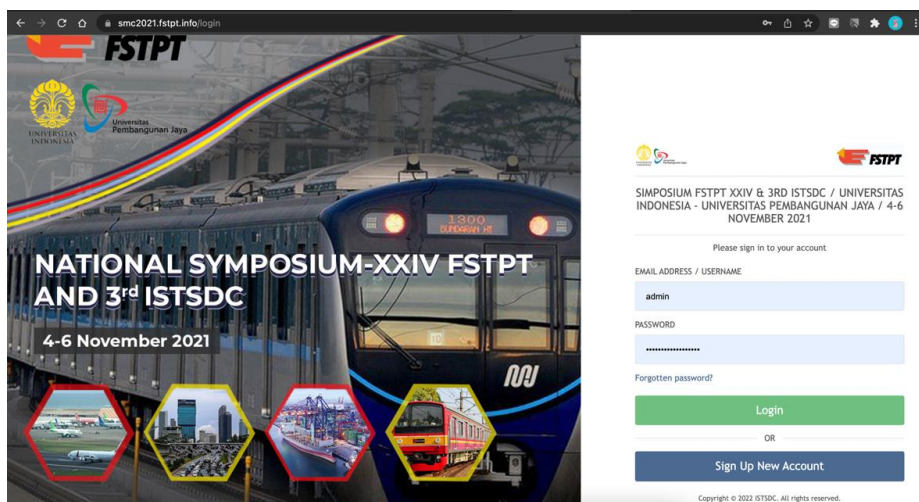 smc2021.fstpt.info/login
FSTPT
UNIVERSITAS
INDONESIA
Universitas
Pembangunan Jaya
1300
BUNDARAN HI
NATIONAL SYMPOSIUM-XXIV FSTPT
AND 3rd ISTSDC
4-6 November 2021
FSTPT
SIMPOSIUM FSTPT XXIV & 3RD ISTSDC / UNIVERSITAS
INDONESIA - UNIVERSITAS PEMBANGUNAN JAYA / 4-6
NOVEMBER 2021
Please sign in to your account
EMAIL ADDRESS / USERNAME
admin
PASSWORD
Forgotten password?
Login
OR
Sign Up New Account
Copyright © 2022 ISTSDC. All rights reserved.